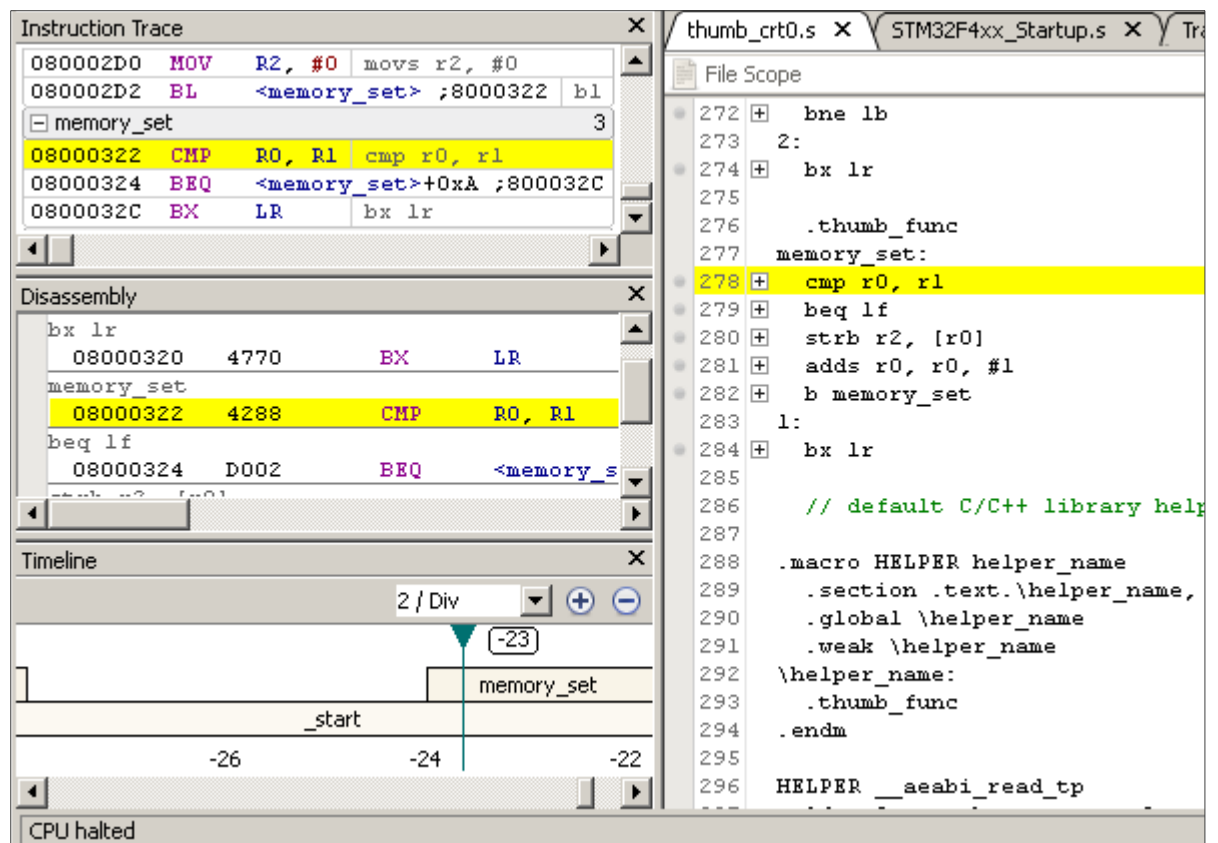 Instruction Trace
080002D0 MOV R2, #0 movs r2, #0
080002D2 BL <memory_set> ;8000322 bl
memory_set 3
08000322 CMP R0, R1 cmp r0, r1
08000324 BEQ <memory_set>+0xA ;800032C
0800032C BX LR bx lr
Disassembly
bx lr
08000320 4770 BX LR
memory_set
08000322 4288 CMP R0, R1
beq 1f
08000324 D002 BEQ <memory_s
Timeline
2 / Div
-23
memory_set
_start
-26 -24 -22
CPU halted
thumb_crt0.s STM32F4xx_Startup.s Tra
File Scope
272 bne 1b
273 2:
274 bx lr
275
276 .thumb_func
277 memory_set:
278 cmp r0, r1
279 beq 1f
280 strb r2, [r0]
281 adds r0, r0, #1
282 b memory_set
283 1:
284 bx lr
285
286 // default C/C++ library help
287
288 .macro HELPER helper_name
289 .section .text.\helper_name,
290 .global \helper_name
291 .weak \helper_name
292 \helper_name:
293 .thumb_func
294 .endm
295
296 HELPER __aeabi_read_tp